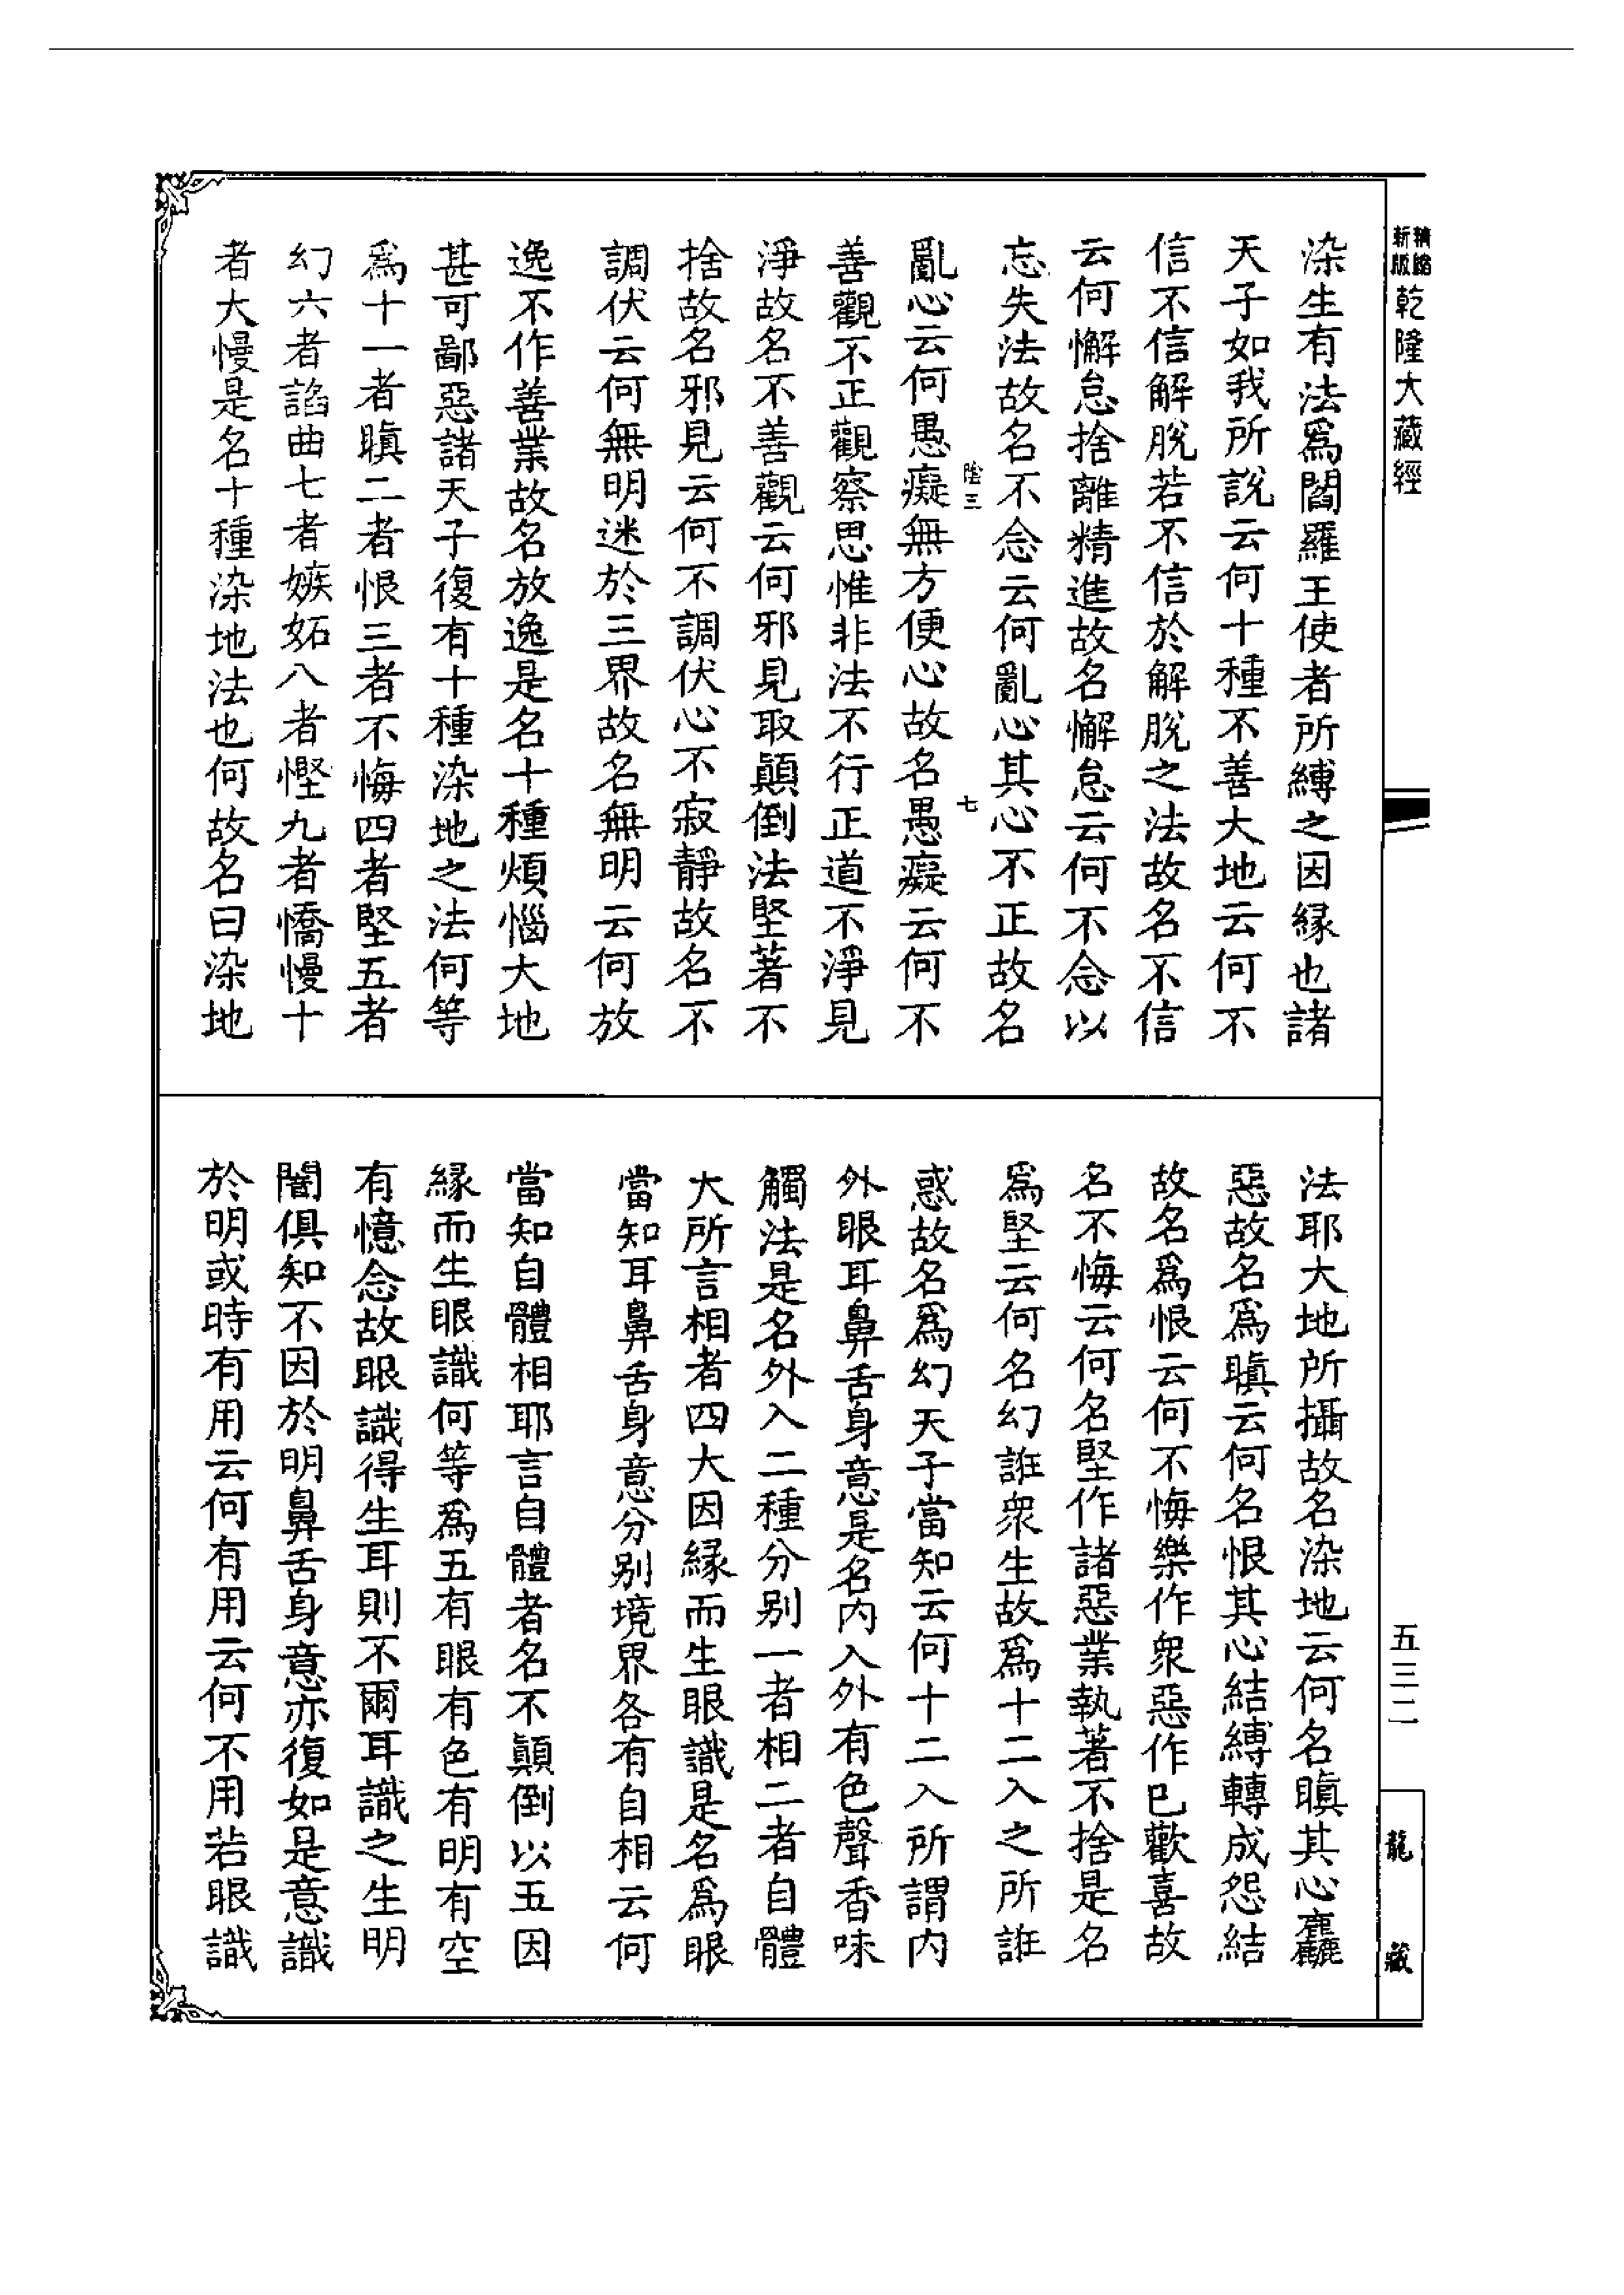 精縮
新版
乾隆大藏經
染生有法爲閻羅王使者所縛之因縁也諸
天子如我所説云何十種不善大地云何不
信不信解脱若不信於解脱之法故名不信
云何懈怠捨離精進故名懈怠云何不念以
忘失法故名不念云何亂心其心不正故名
陰三
七
亂心云何愚癡無方便心故名愚癡云何不
善觀不正觀察思惟非法不行正道不淨見
淨故名不善觀云何邪見取顛倒法堅著不
捨故名邪見云何不調伏心不寂靜故名不
調伏云何無明迷於三界故名無明云何放
逸不作善業故名放逸是名十種煩惱大地
甚可鄙惡諸天子復有十種染地之法何等
爲十一者瞋二者恨三者不悔四者堅五者
幻六者諂曲七者嫉妬八者慳九者憍慢十
者大慢是名十種染地法也何故名曰染地
法耶大地所攝故名染地云何名瞋其心麤
惡故名爲瞋云何名恨其心結縛轉成怨結
故名爲恨云何不悔樂作衆惡作已歡喜故
名不悔云何名堅作諸惡業執著不捨是名
爲堅云何名幻誑衆生故爲十二入之所誑
惑故名爲幻天子當知云何十二入所謂内
外眼耳鼻舌身意是名内入外有色聲香味
觸法是名外入二種分别一者相二者自體
大所言相者四大因縁而生眼識是名爲眼
當知耳鼻舌身意分别境界各有自相云何
當知自體相耶言自體者名不顛倒以五因
縁而生眼識何等爲五有眼有色有明有空
有憶念故眼識得生耳則不爾耳識之生明
闇俱知不因於明鼻舌身意亦復如是意識
於明或時有用云何有用云何不用若眼識
五三二
龍藏